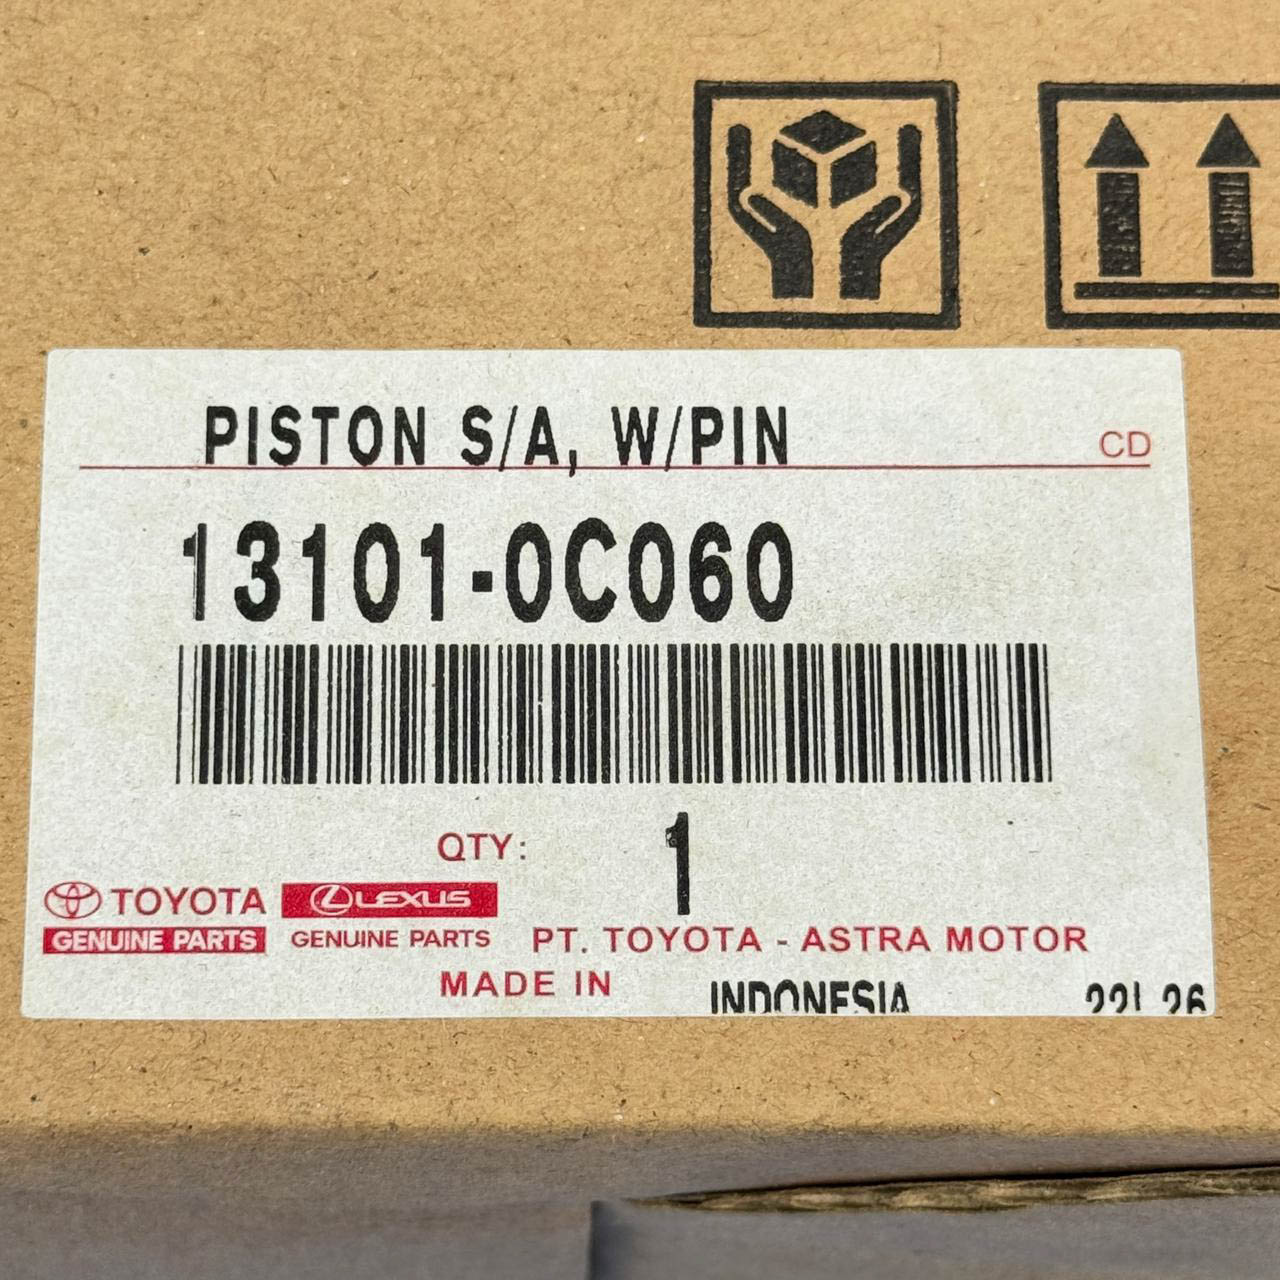 PISTON S/A, W/PIN
CD
13101-0C060
QTY: 1
TOYOTA LEXUS
GENUINE PARTS GENUINE PARTS PT. TOYOTA - ASTRA MOTOR
MADE IN INDONESIA